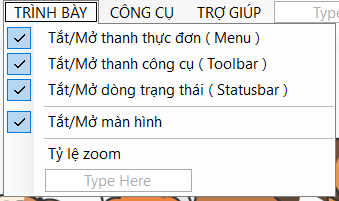 TRÌNH BÀY CÔNG CỤ TRỢ GIÚP Type
Tắt/Mở thanh thực đơn ( Menu )
Tắt/Mở thanh công cụ ( Toolbar )
Tắt/Mở dòng trạng thái ( Statusbar )
Tắt/Mở màn hình
Tỷ lệ zoom
Type Here